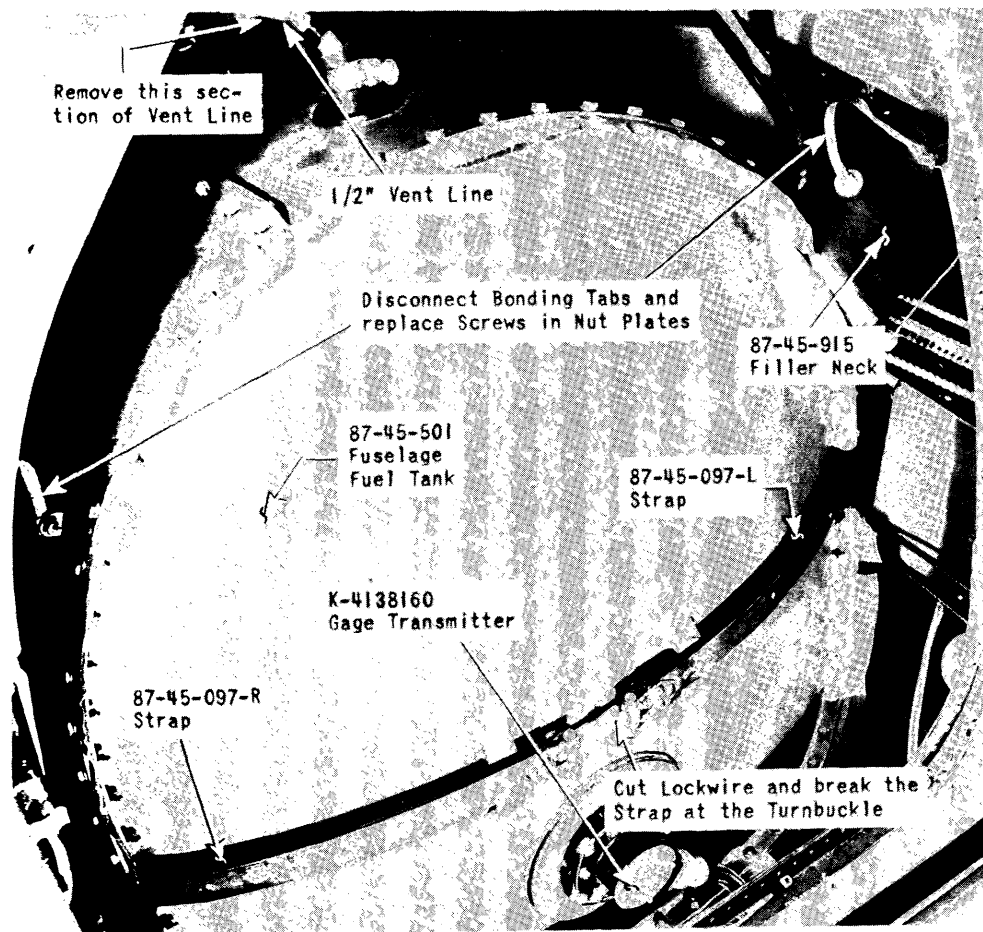 Remove this sec-
tion of Vent Line
1/2" Vent Line
Disconnect Bonding Tabs and
replace Screws in Nut Plates
87-45-915
Filler Neck
87-45-501
Fuselage
Fuel Tank
87-45-097-L
Strap
K-4138160
Gage Transmitter
87-45-097-R
Strap
Cut Lockwire and break the
Strap at the Turnbuckle